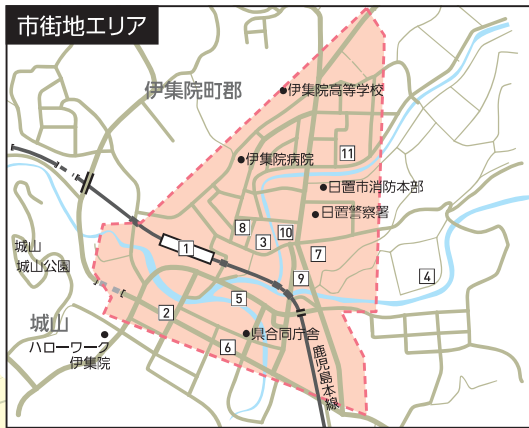 市街地エリア
伊集院町郡
伊集院高等学校
伊集院病院
11
日置市消防本部
日置警察署
8
3
10
7
1
9
4
城山
城山公園
5
2
城山
ハローワーク
伊集院
県合同庁舎
6
鹿児島本線